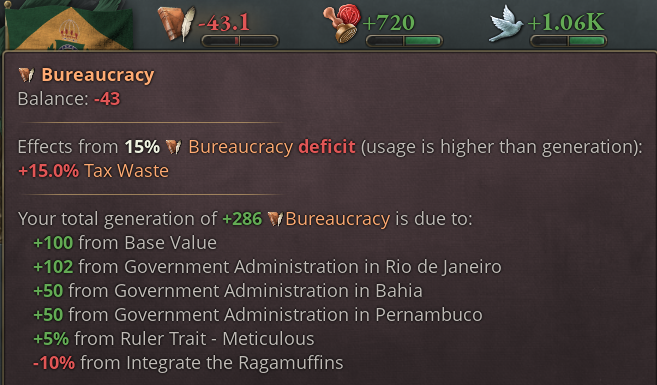 -43.1 +720 +1.06K
Bureaucracy
Balance: -43
Effects from 15% Bureaucracy deficit (usage is higher than generation):
+15.0% Tax Waste
Your total generation of +286 Bureaucracy is due to:
+100 from Base Value
+102 from Government Administration in Rio de Janeiro
+50 from Government Administration in Bahia
+50 from Government Administration in Pernambuco
+5% from Ruler Trait - Meticulous
-10% from Integrate the Ragamuffins